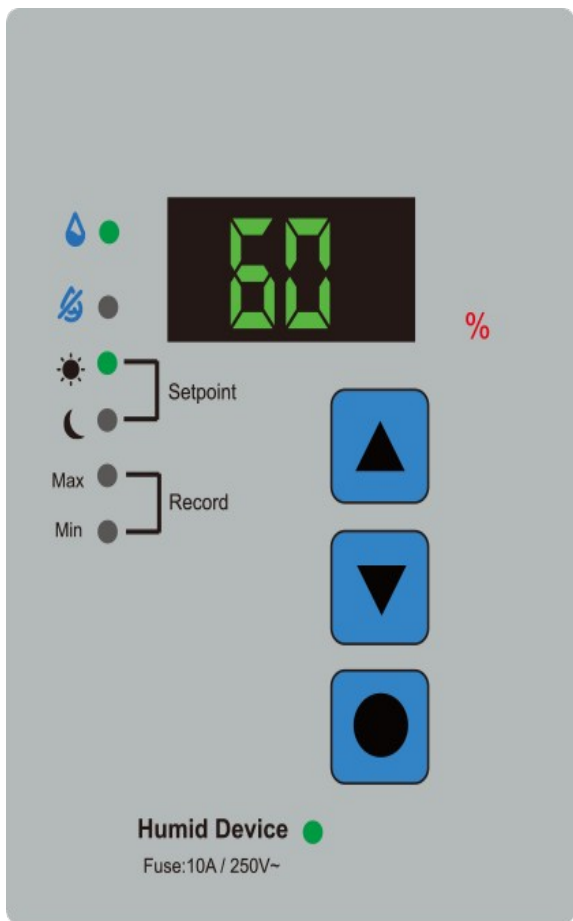 60
%
Setpoint
Max
Record
Min
Humid Device
Fuse:10A / 250V~